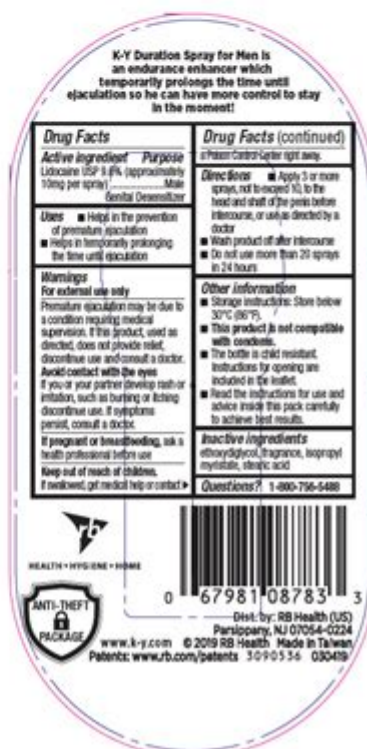 K-Y Duration Spray for Men is
an endurance enhancer which
temporarily prolongs the time until
ejaculation so he can have more control to stay
in the moment!
Drug Facts
Active ingredient Purpose
Lidocaine USP 9.6% (approximately
10mg per spray) Male
Genital Desensitizer
Uses ■ Helps in the prevention
of premature ejaculation
■ Helps in temporarily prolonging
the time until ejaculation
Warnings
For external use only
Premature ejaculation may be due to
a condition requiring medical
supervision. If this product, used as
directed, does not provide relief,
discontinue use and consult a doctor.
Avoid contact with the eyes
If you or your partner develop rash or
irritation, such as burning or itching
discontinue use. If symptoms
persist, consult a doctor.
If pregnant or breastfeeding, ask a
health professional before use
Keep out of reach of children.
If swallowed, get medical help or contact ▶
Drug Facts (continued)
a Poison Control Center right away.
Directions ■ Apply 3 or more
sprays, not to exceed 10, to the
head and shaft of the penis before
intercourse, or use as directed by a
doctor
■ Wash product off after intercourse
■ Do not use more than 20 sprays
in 24 hours
Other information
■ Storage instructions: Store below
30°C (86°F).
■ This product is not compatible
with condoms.
■ The bottle is child resistant.
Instructions for opening are
included in the leaflet.
■ Read the instructions for use and
advice inside this pack carefully
to achieve best results.
Inactive ingredients
ethoxydiglycol, fragrance, isopropyl
myristate, stearic acid
Questions? 1-800-756-5488
rb
HEALTH • HYGIENE • HOME
ANTI-THEFT
PACKAGE
0 67981 08783 3
Dist. by: RB Health (US)
Parsippany, NJ 07054-0224
www.k-y.com © 2019 RB Health Made in Taiwan
Patents: www.rb.com/patents 3090536 030419